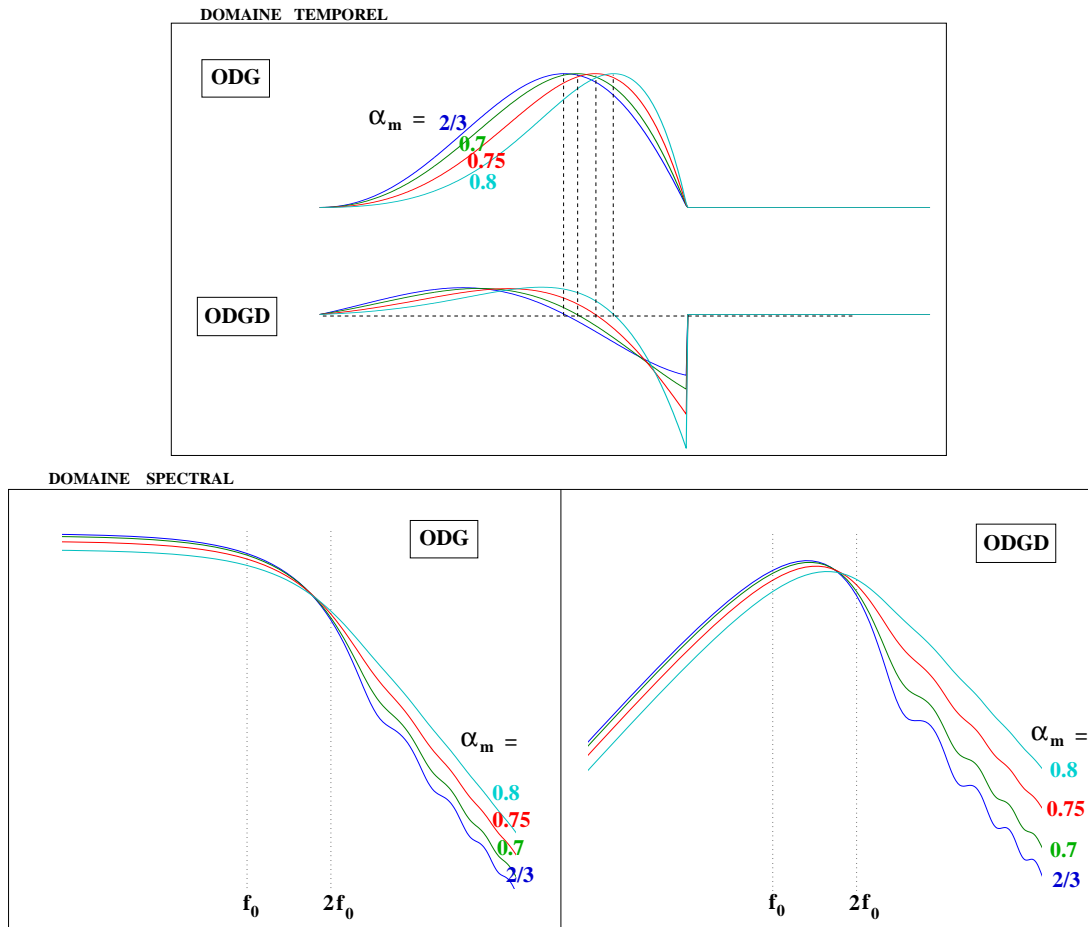 DOMAINE TEMPOREL
ODG
αm = 2/3
0.7
0.75
0.8
ODGD
DOMAINE SPECTRAL
ODG
αm =
0.8
0.75
0.7
2/3
f0
2f0
ODGD
αm =
0.8
0.75
0.7
2/3
f0
2f0